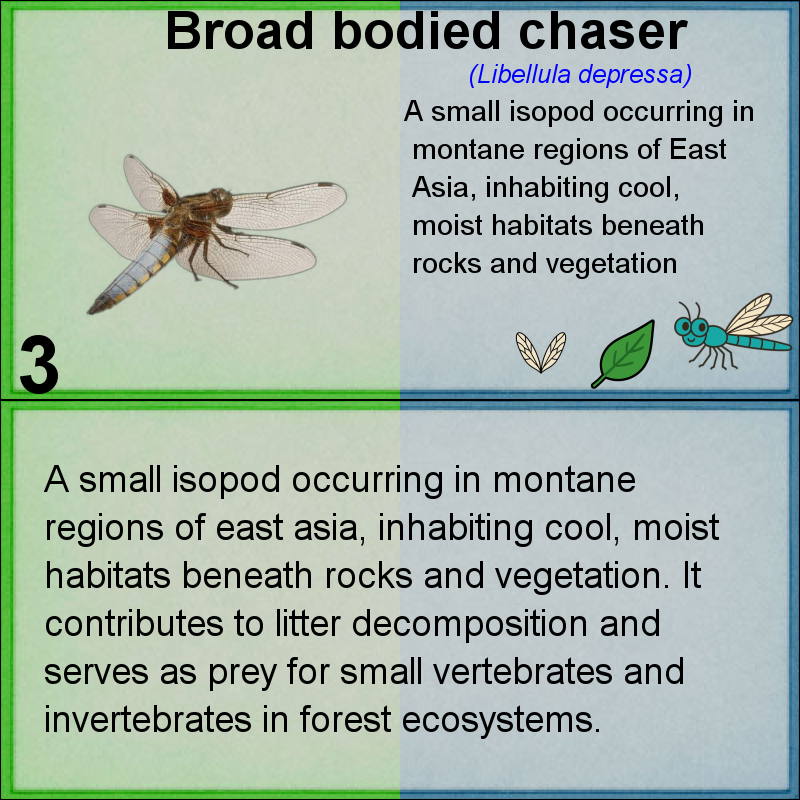 Broad bodied chaser
(Libellula depressa)
A small isopod occurring in
montane regions of East
Asia, inhabiting cool,
moist habitats beneath
rocks and vegetation
3
A small isopod occurring in montane
regions of east asia, inhabiting cool, moist
habitats beneath rocks and vegetation. It
contributes to litter decomposition and
serves as prey for small vertebrates and
invertebrates in forest ecosystems.